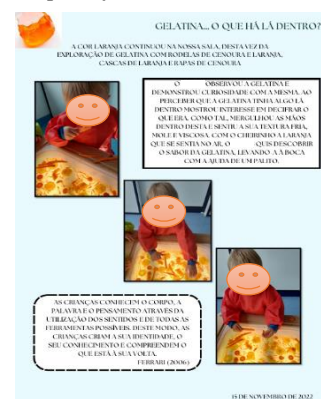 GELATINA... O QUE HÁ LÁ DENTRO?
A COR LARANJA CONTINUOU NA NOSSA SALA, DESTA VEZ DA
EXPLORAÇÃO DE GELATINA COM RODELAS DE CENOURA E LARANJA,
CASCAS DE LARANJA E RAPAS DE CENOURA
O OBSERVOU A GELATINA E
DEMONSTROU CURIOSIDADE COM A MESMA, AO
PERCEBER QUE A GELATINA TINHA ALGO LÁ
DENTRO MOSTROU INTERESSE EM DECIFRAR O
QUE ERA. COMO TAL, MERGULHOU AS MÃOS
DENTRO DESTA E SENTIU A SUA TEXTURA FRIA,
MOLE E VISCOSA. COM O CHEIRINHO A LARANJA
QUE SE SENTIA NO AR, O QUIS DESCOBRIR
O SABOR DA GELATINA, LEVANDO-A À BOCA
COM A AJUDA DE UM PALITO.
AS CRIANÇAS CONHECEM O CORPO, A
PALAVRA E O PENSAMENTO ATRAVÉS DA
UTILIZAÇÃO DOS SENTIDOS E DE TODAS AS
FERRAMENTAS POSSÍVEIS. DESTE MODO, AS
CRIANÇAS CRIAM A SUA IDENTIDADE, O
SEU CONHECIMENTO E COMPREENDEM O
QUE ESTÁ À SUA VOLTA.
FERRARI (2006)
15 DE NOVEMBRO DE 2022